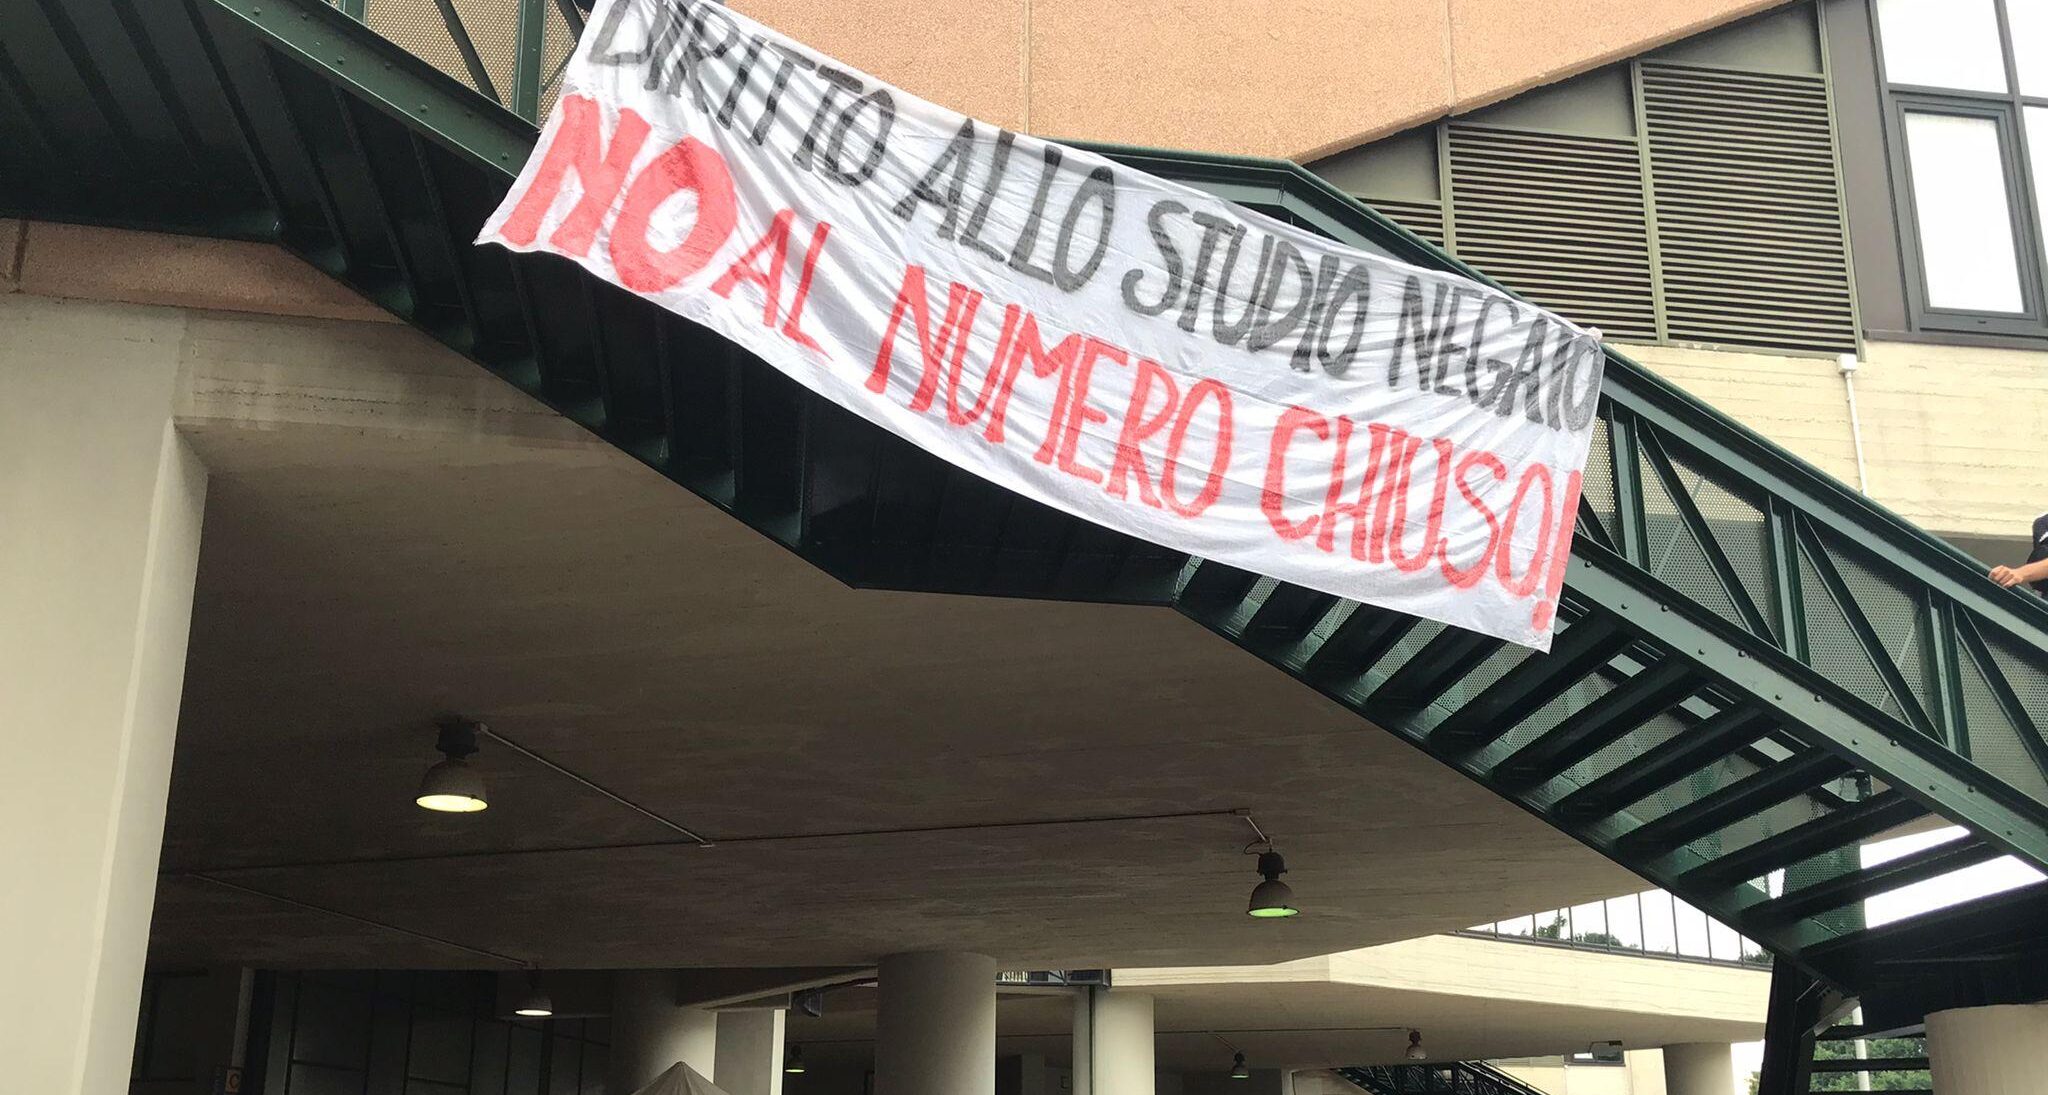 DIRITTO ALLO STUDIO NEGATO
NO AL NUMERO CHIUSO!
C